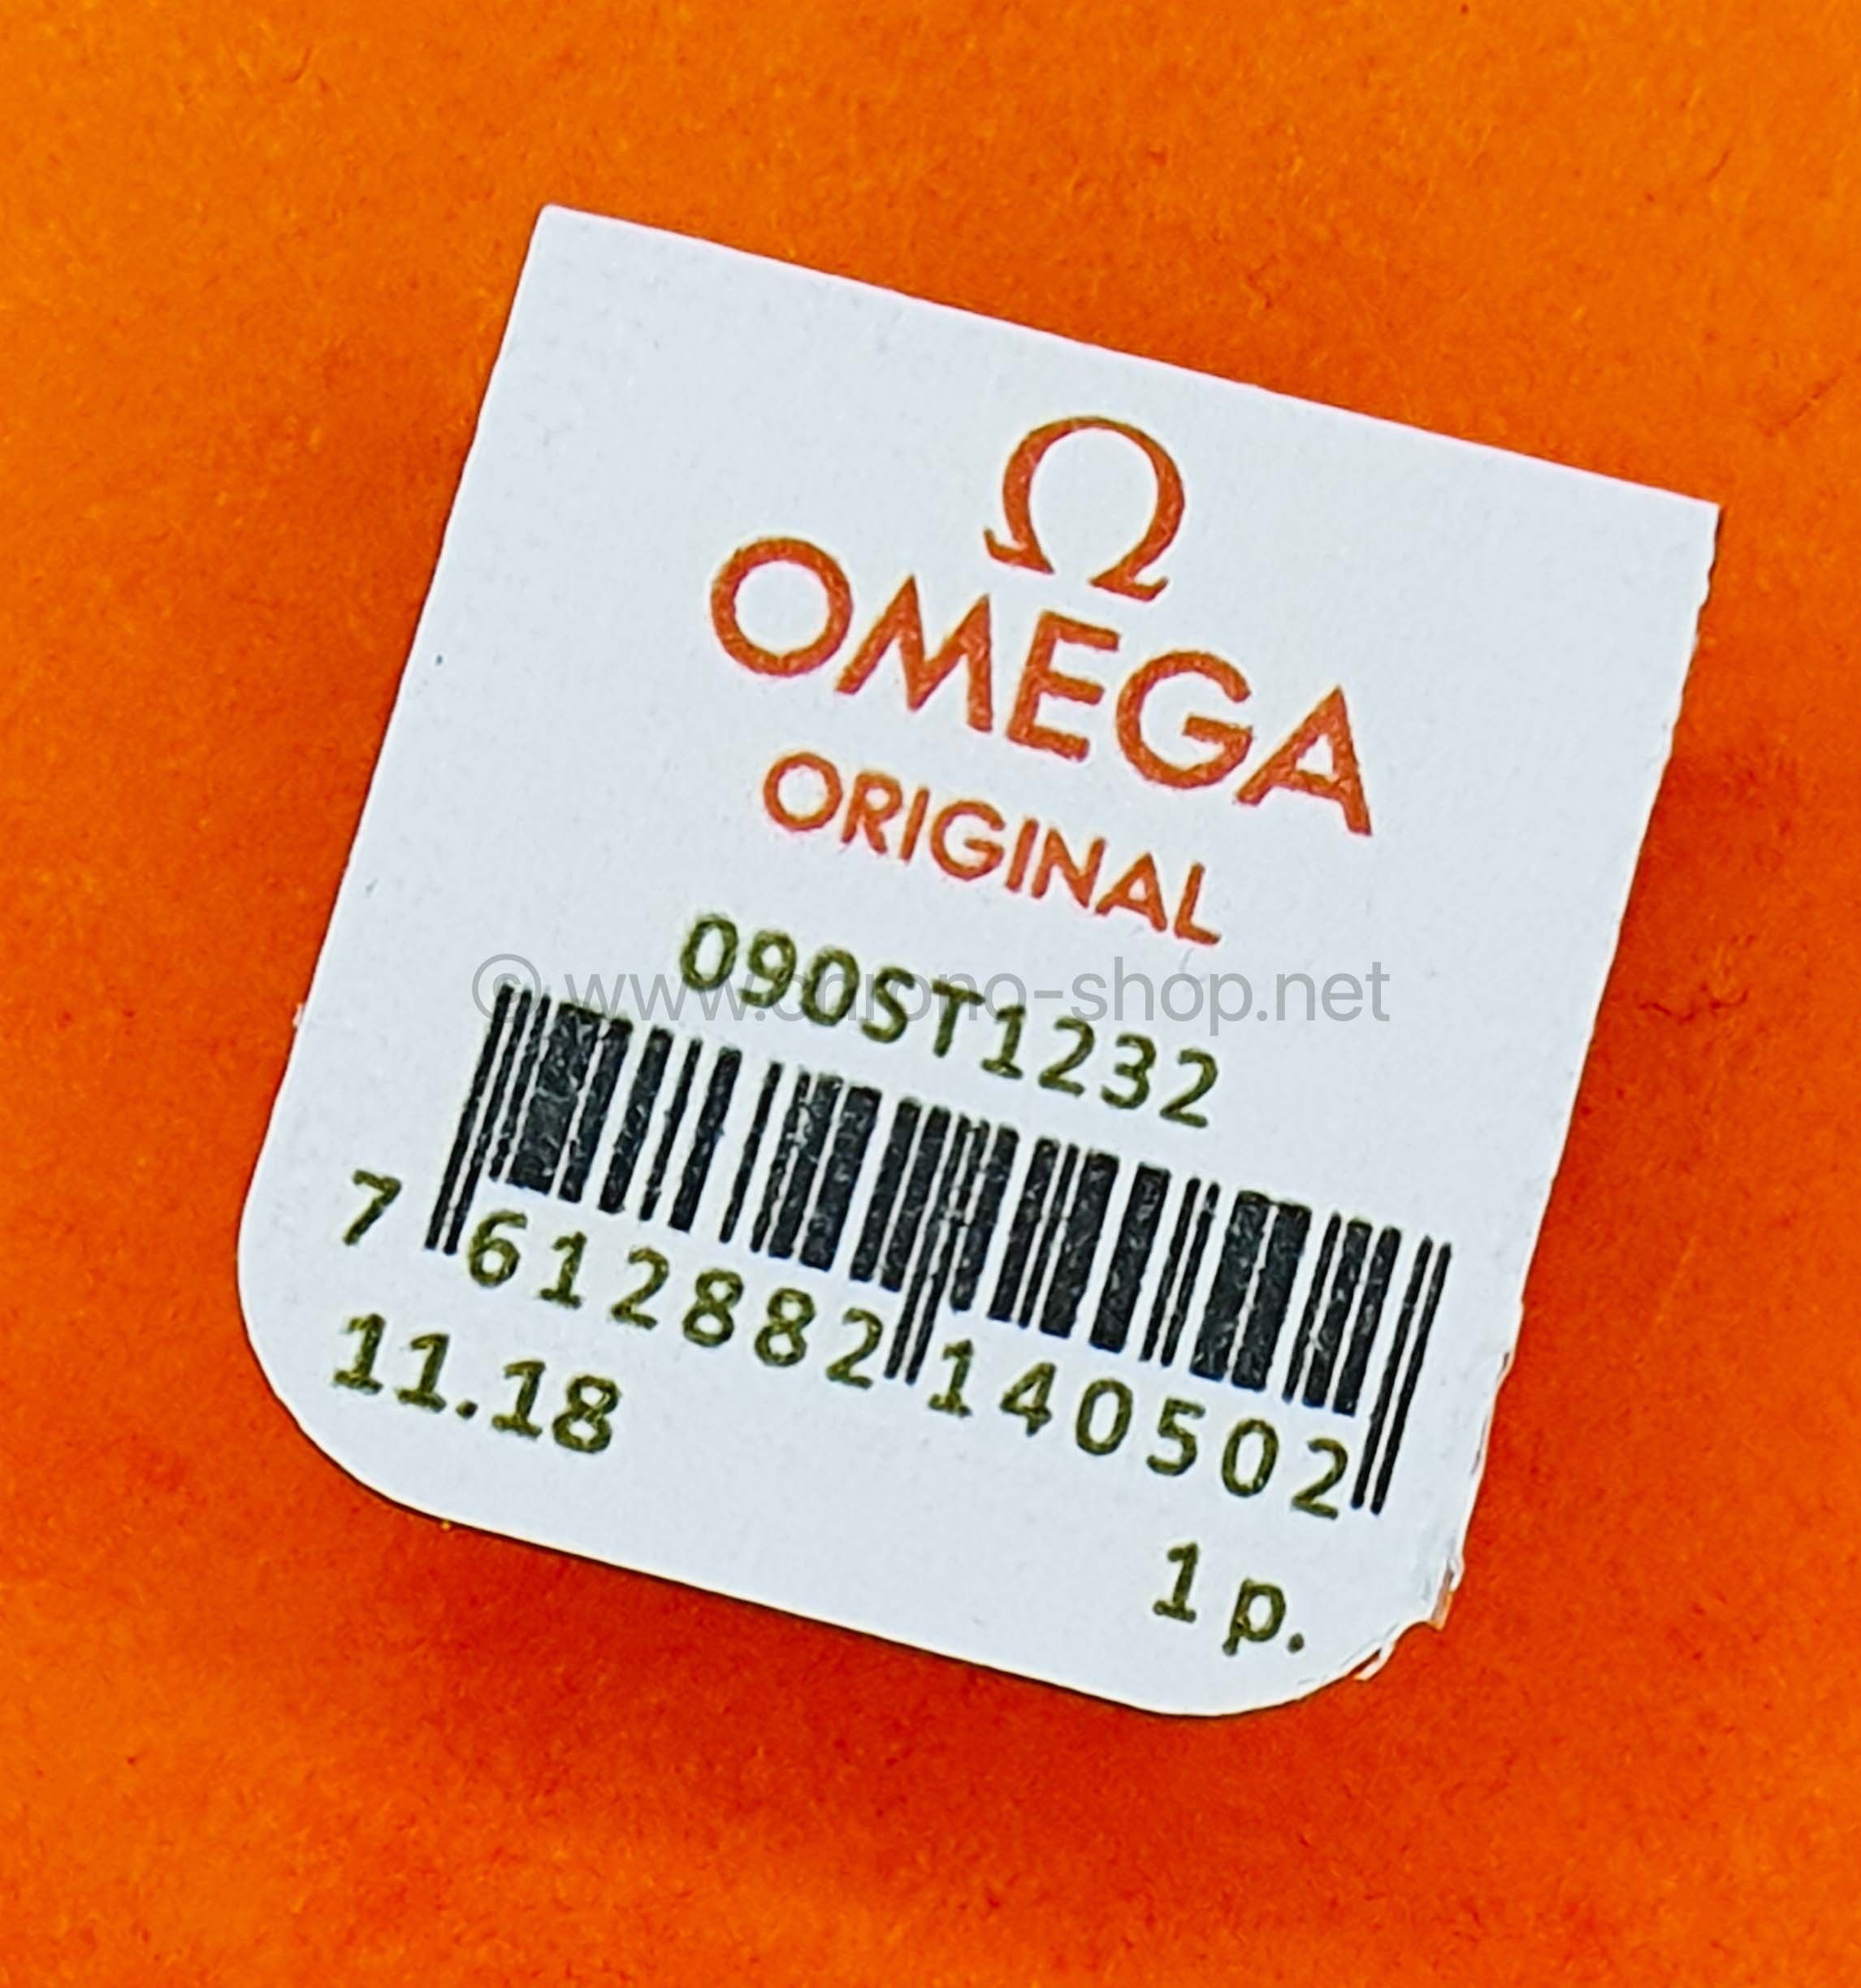 Ω
OMEGA
ORIGINAL
090ST1232
© www.chrono-shop.net
7 612882 140502
11.18
1 p.